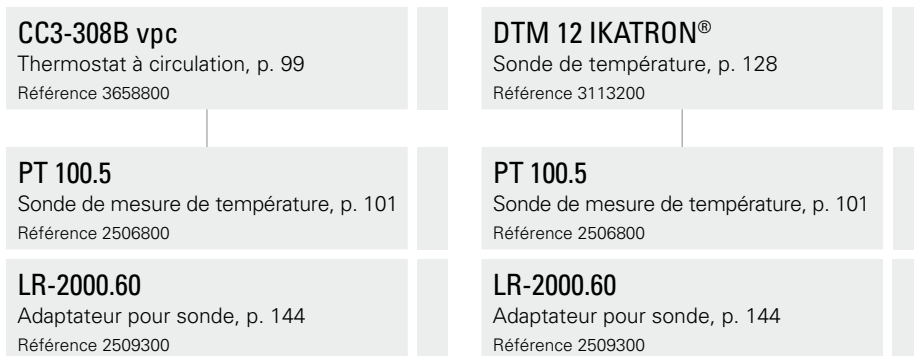 CC3-308B vpc
Thermostat à circulation, p. 99
Référence 3658800
PT 100.5
Sonde de mesure de température, p. 101
Référence 2506800
LR-2000.60
Adaptateur pour sonde, p. 144
Référence 2509300
DTM 12 IKATRON®
Sonde de température, p. 128
Référence 3113200
PT 100.5
Sonde de mesure de température, p. 101
Référence 2506800
LR-2000.60
Adaptateur pour sonde, p. 144
Référence 2509300